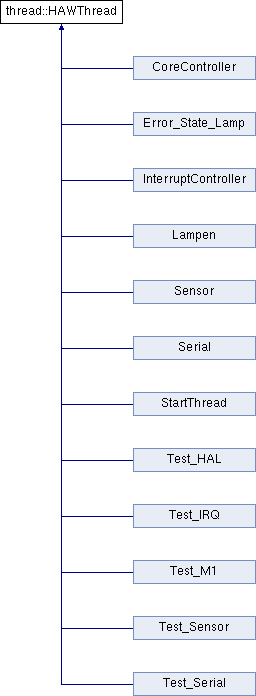 thread::HAWThread
CoreController
Error_State_Lamp
InterruptController
Lampen
Sensor
Serial
StartThread
Test_HAL
Test_IRQ
Test_M1
Test_Sensor
Test_Serial